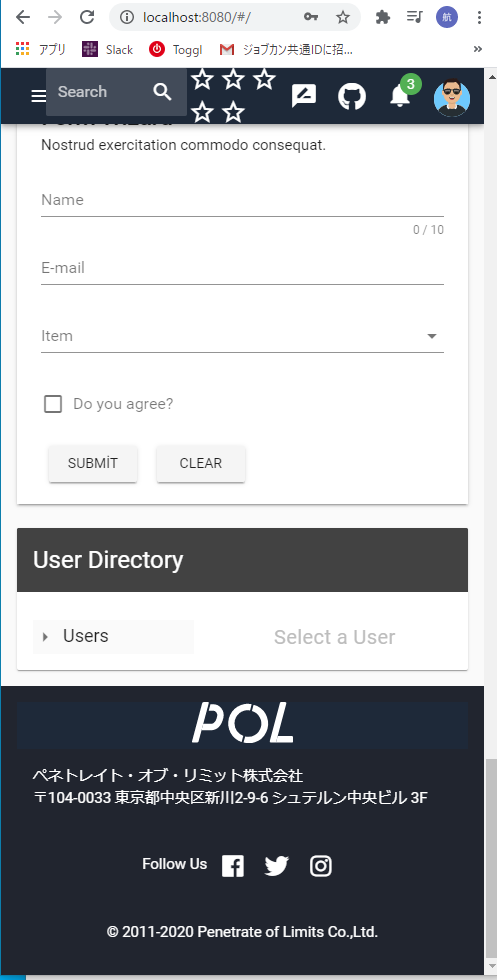 localhost:8080/#/
航
アプリ Slack Toggl ジョブカン共通IDに招...
Search
3
Form Wizard
Nostrud exercitation commodo consequat.
Name
0 / 10
E-mail
Item
Do you agree?
SUBMİT CLEAR
User Directory
Users Select a User
POL
ペネトレイト・オブ・リミット株式会社
〒104-0033 東京都中央区新川2-9-6 シュテルン中央ビル 3F
Follow Us
© 2011-2020 Penetrate of Limits Co.,Ltd.